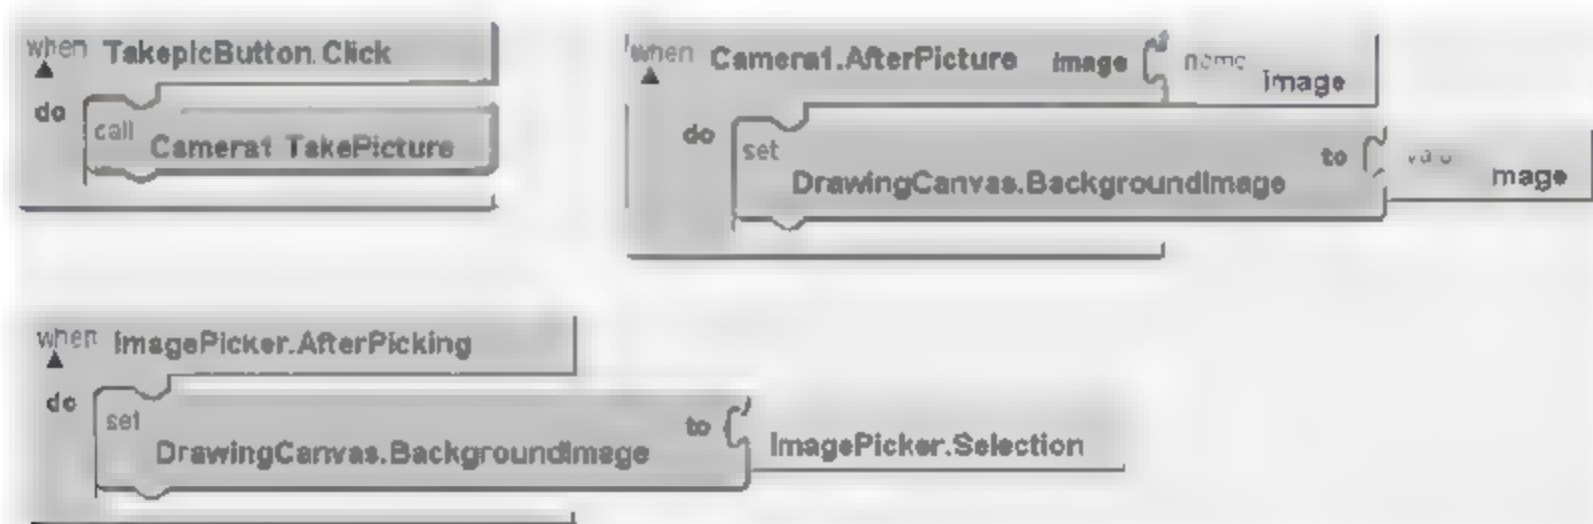 when TakepicButton.Click
do
call
Camera1 TakePicture
when Camera1.AfterPicture image name
Image
do
set
to
DrawingCanvas.BackgroundImage
mage
when ImagePicker.AfterPicking
do
set
to
DrawingCanvas.BackgroundImage
ImagePicker.Selection